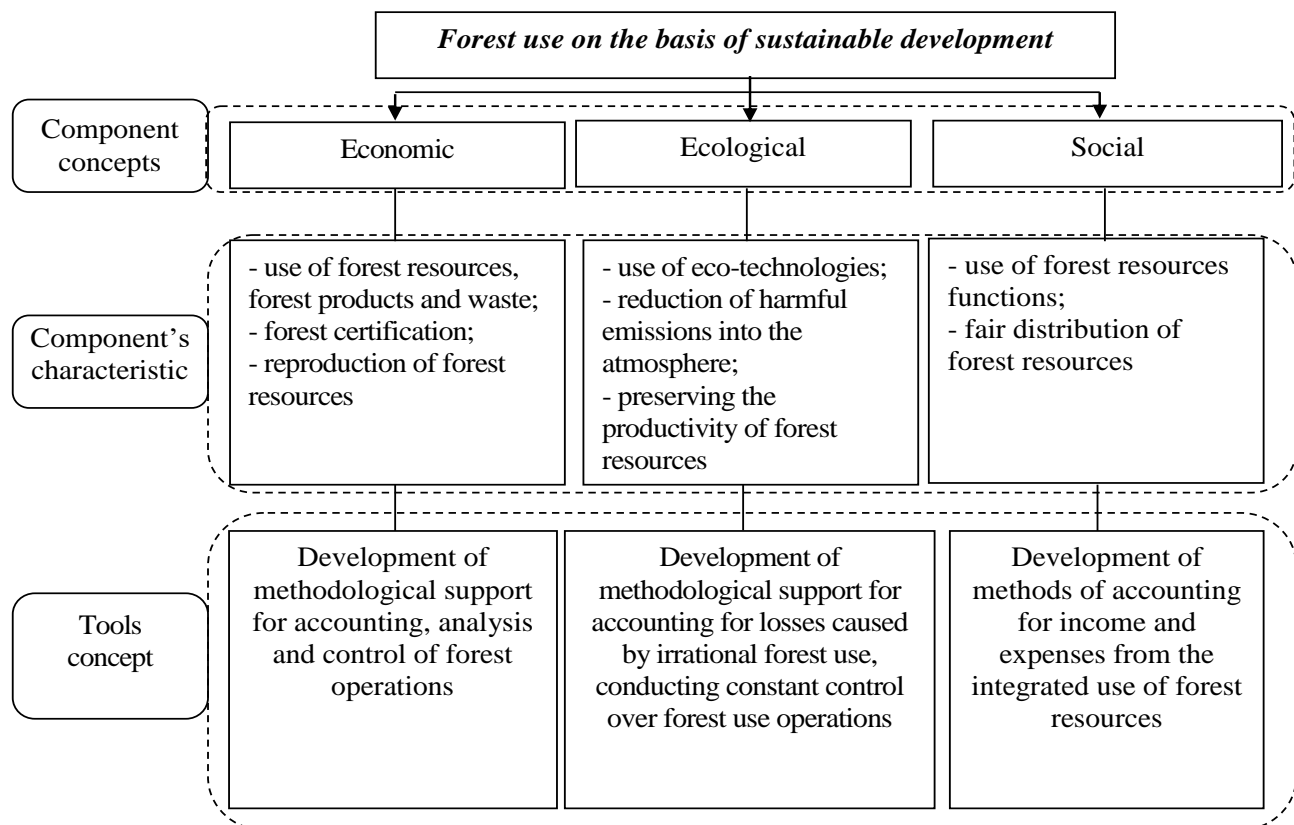 Forest use on the basis of sustainable development
Component
concepts
Economic
Ecological
Social
Component’s
characteristic
- use of forest resources,
forest products and waste;
- forest certification;
- reproduction of forest
resources
- use of eco-technologies;
- reduction of harmful
emissions into the
atmosphere;
- preserving the
productivity of forest
resources
- use of forest resources
functions;
- fair distribution of
forest resources
Tools
concept
Development of
methodological support
for accounting, analysis
and control of forest
operations
Development of
methodological support for
accounting for losses caused
by irrational forest use,
conducting constant control
over forest use operations
Development of
methods of accounting
for income and
expenses from the
integrated use of forest
resources